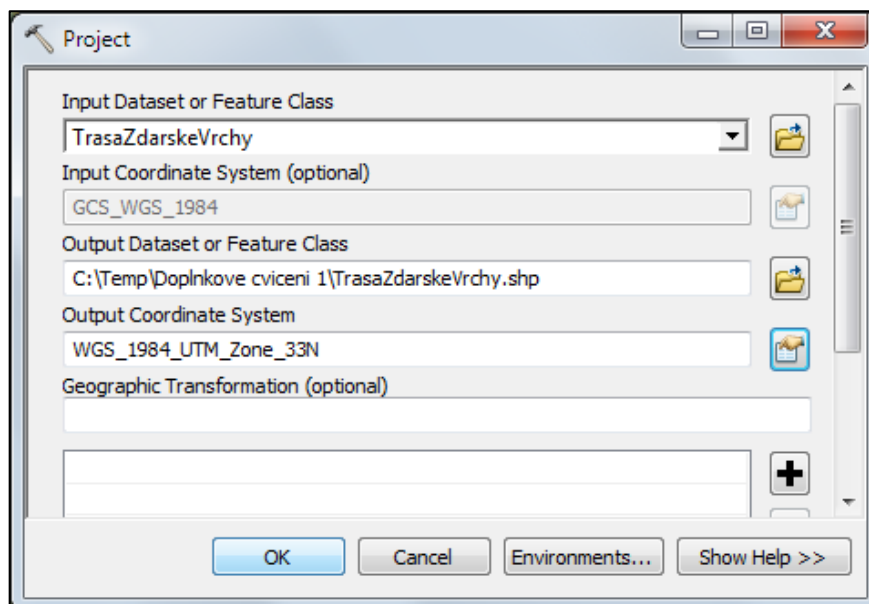 Project
Input Dataset or Feature Class
TrasaZdarskeVrchy
Input Coordinate System (optional)
GCS_WGS_1984
Output Dataset or Feature Class
C:\Temp\Doplnkove cviceni 1\TrasaZdarskeVrchy.shp
Output Coordinate System
WGS_1984_UTM_Zone_33N
Geographic Transformation (optional)
OK Cancel Environments... Show Help >>